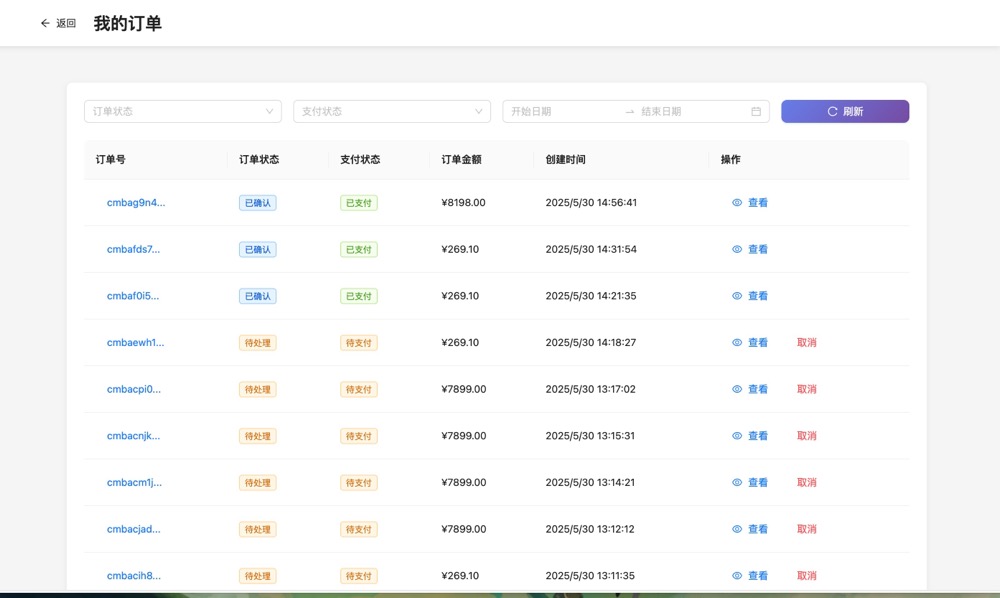 返回 我的订单
订单状态 支付状态 开始日期 → 结束日期 刷新
订单号 订单状态 支付状态 订单金额 创建时间 操作
cmbag9n4... 已确认 已支付 ¥8198.00 2025/5/30 14:56:41 查看
cmbafds7... 已确认 已支付 ¥269.10 2025/5/30 14:31:54 查看
cmbaf0i5... 已确认 已支付 ¥269.10 2025/5/30 14:21:35 查看
cmbaewh1... 待处理 待支付 ¥269.10 2025/5/30 14:18:27 查看 取消
cmbacpi0... 待处理 待支付 ¥7899.00 2025/5/30 13:17:02 查看 取消
cmbacnjk... 待处理 待支付 ¥7899.00 2025/5/30 13:15:31 查看 取消
cmbacm1j... 待处理 待支付 ¥7899.00 2025/5/30 13:14:21 查看 取消
cmbacjad... 待处理 待支付 ¥7899.00 2025/5/30 13:12:12 查看 取消
cmbacih8... 待处理 待支付 ¥269.10 2025/5/30 13:11:35 查看 取消